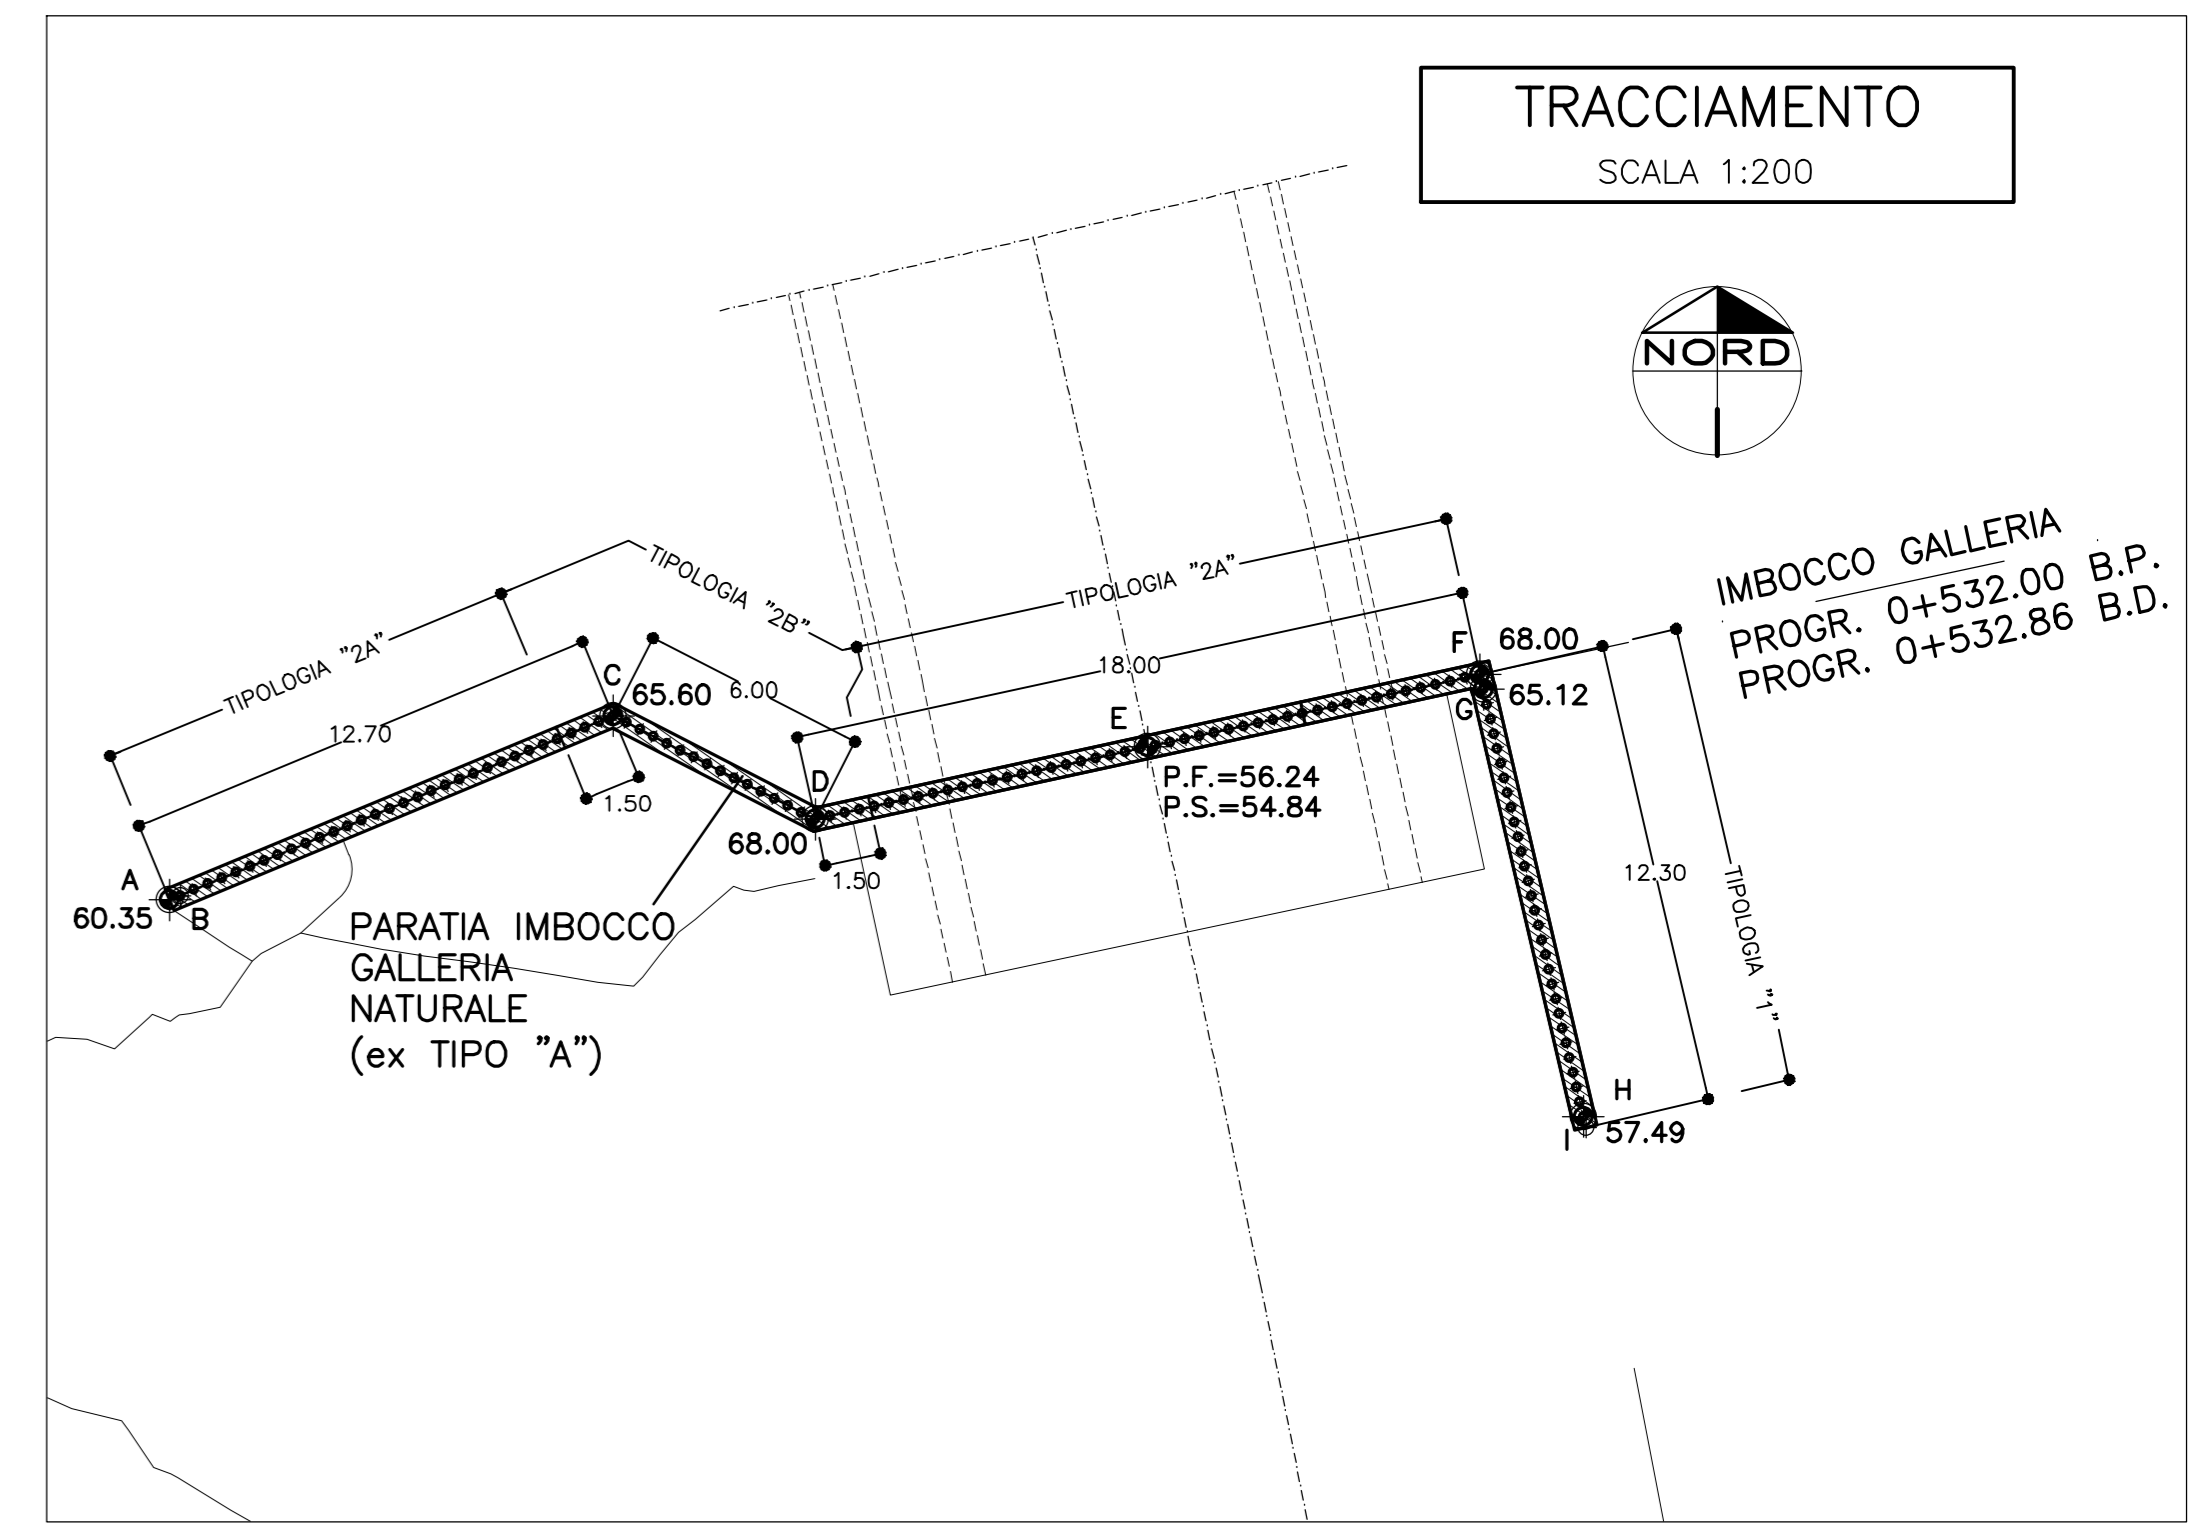 TRACCIAMENTO
SCALA 1:200
NORD
IMBOCCO GALLERIA
PROGR. 0+532.00 B.P.
PROGR. 0+532.86 B.D.
TIPOLOGIA "2A"
TIPOLOGIA "2B"
TIPOLOGIA "2A"
12.70
C
65.60
6.00
18.00
F
68.00
G
65.12
E
P.F.=56.24
P.S.=54.84
1.50
D
68.00
1.50
A
60.35
B
12.30
TIPOLOGIA "1"
PARATIA IMBOCCO
GALLERIA
NATURALE
(ex TIPO "A")
H
I
57.49